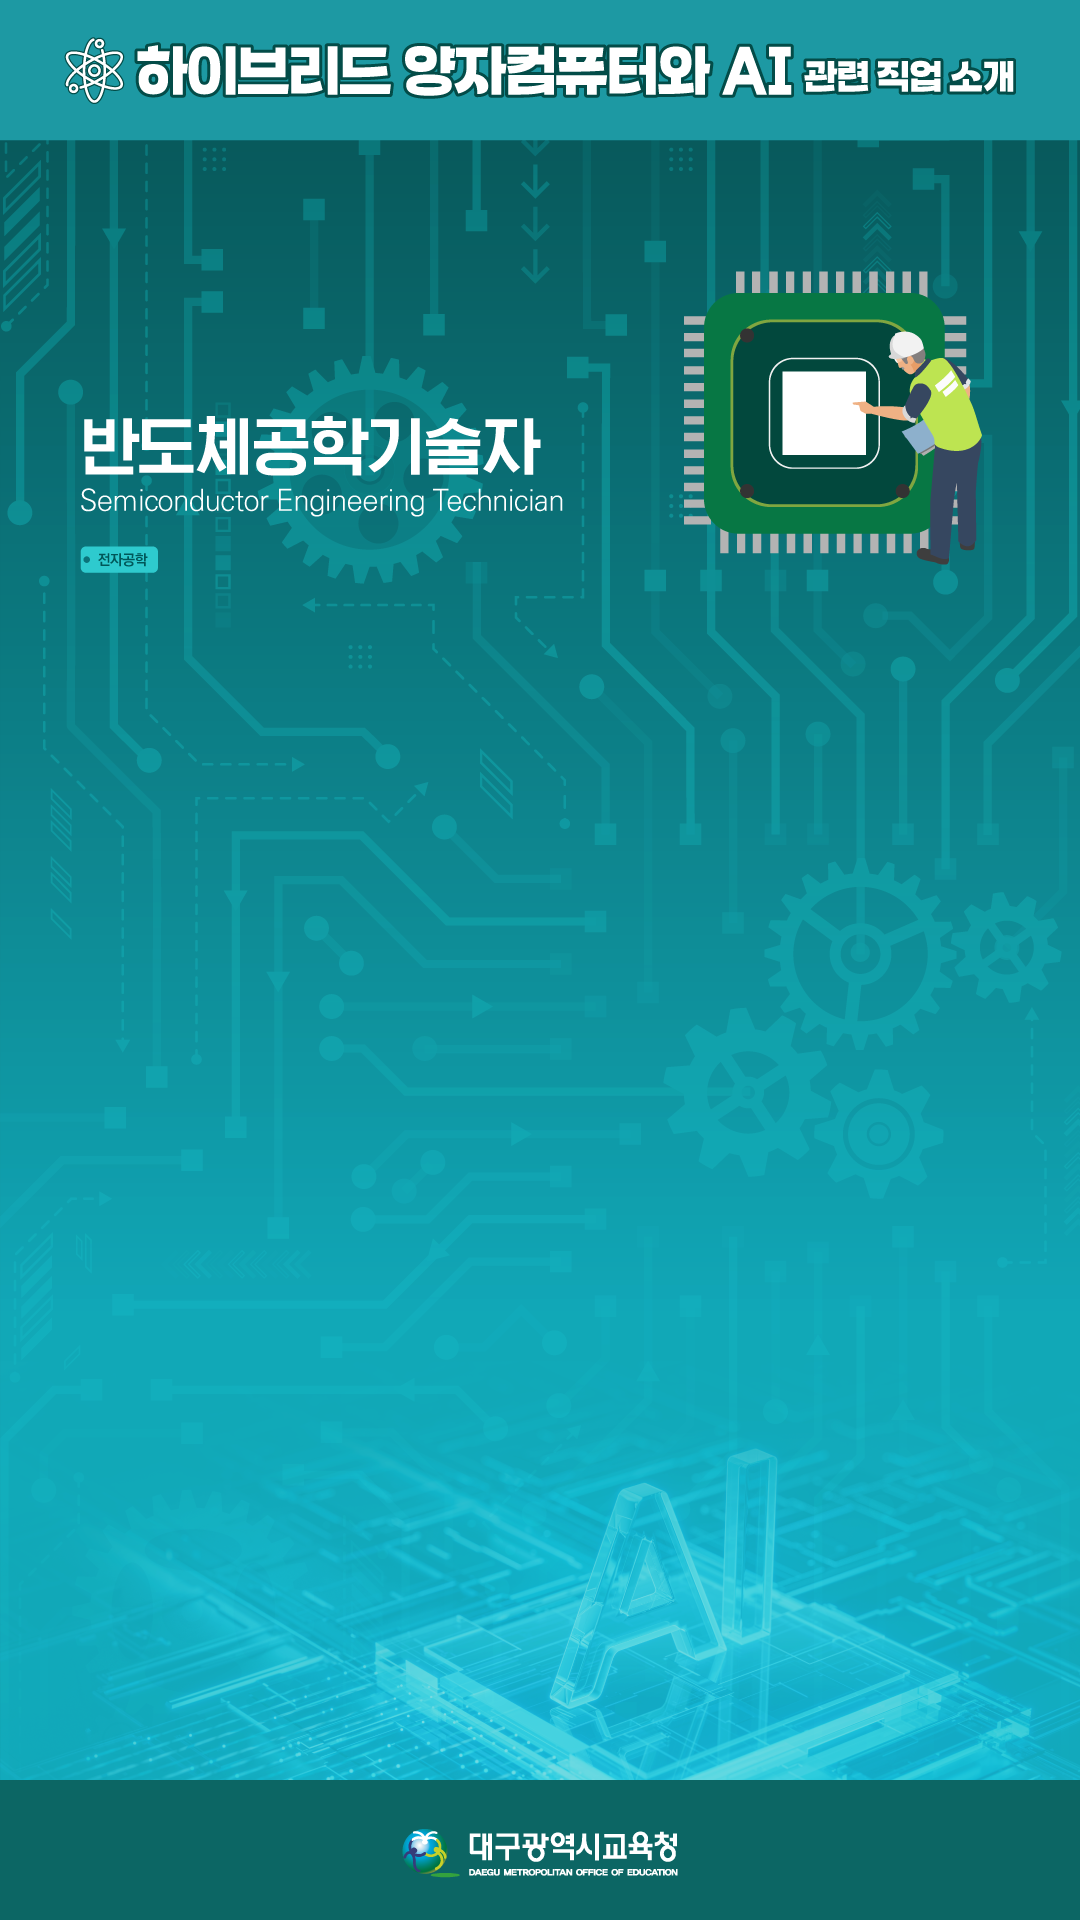 하이브리드 양자컴퓨터와 AI 관련 직업 소개
반도체공학기술자
Semiconductor Engineering Technician
전자공학
AI
대구광역시교육청
DAEGU METROPOLITAN OFFICE OF EDUCATION